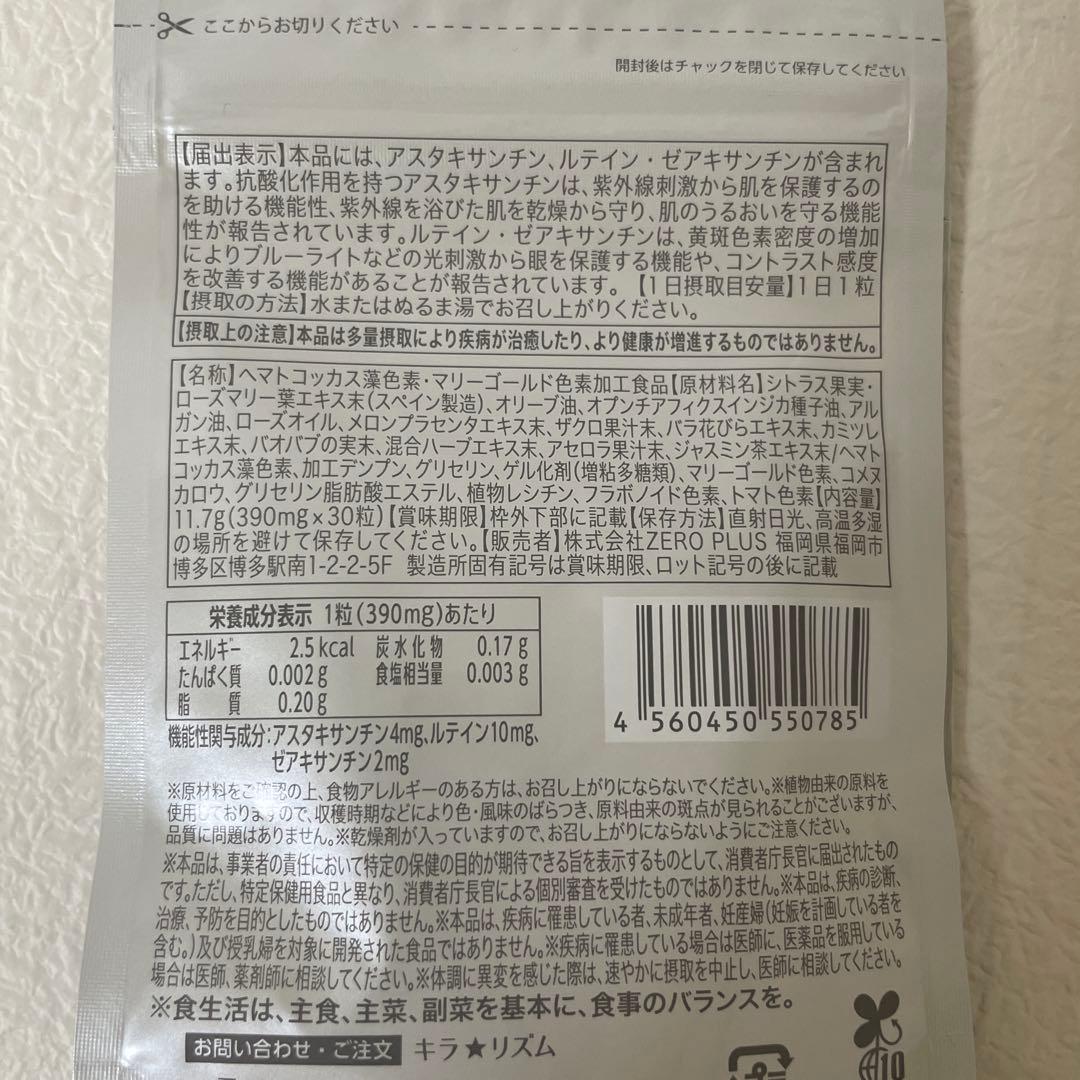 ここからお切りください
開封後はチャックを閉じて保存してください
【届出表示】本品には、アスタキサンチン、ルテイン・ゼアキサンチンが含まれ
ます。抗酸化作用を持つアスタキサンチンは、紫外線刺激から肌を保護するの
を助ける機能性、紫外線を浴びた肌を乾燥から守り、肌のうるおいを守る機能
性が報告されています。ルテイン・ゼアキサンチンは、黄斑色素密度の増加
によりブルーライトなどの光刺激から眼を保護する機能や、コントラスト感度
を改善する機能があることが報告されています。【1日摂取目安量】1日1粒
【摂取の方法】水またはぬるま湯でお召し上がりください。
【摂取上の注意】本品は多量摂取により疾病が治癒したり、より健康が増進するものではありません。
【名称】ヘマトコッカス藻色素・マリーゴールド色素加工食品【原材料名】シトラス果実・
ローズマリー葉エキス末(スペイン製造)、オリーブ油、オプンチアフィクスインジカ種子油、アル
ガン油、ローズオイル、メロンプラセンタエキス末、ザクロ果汁末、バラ花びらエキス末、カミツレ
エキス末、バオバブの実末、混合ハーブエキス末、アセロラ果汁末、ジャスミン茶エキス末/ヘマト
コッカス藻色素、加工デンプン、グリセリン、ゲル化剤(増粘多糖類)、マリーゴールド色素、コメヌ
カロウ、グリセリン脂肪酸エステル、植物レシチン、フラボノイド色素、トマト色素【内容量】
11.7g(390mg×30粒)【賞味期限】枠外下部に記載【保存方法】直射日光、高温多湿
の場所を避けて保存してください。【販売者】株式会社ZERO PLUS 福岡県福岡市
博多区博多駅南1-2-2-5F 製造所固有記号は賞味期限、ロット記号の後に記載
栄養成分表示 1粒(390mg)あたり
エネルギー 2.5kcal 炭水化物 0.17g
たんぱく質 0.002g 食塩相当量 0.003g
脂質 0.20g
4 560450 550785
機能性関与成分:アスタキサンチン4mg、ルテイン10mg、
ゼアキサンチン2mg
※原材料をご確認の上、食物アレルギーのある方は、お召し上がりにならないでください。※植物由来の原料を
使用しておりますので、収穫時期などにより色・風味のばらつき、原料由来の斑点が見られることがございますが、
品質に問題はありません。※乾燥剤が入っていますので、お召し上がりにならないようにご注意ください。
※本品は、事業者の責任において特定の保健の目的が期待できる旨を表示するものとして、消費者庁長官に届出されたもの
です。ただし、特定保健用食品と異なり、消費者庁長官による個別審査を受けたものではありません。※本品は、疾病の診断、
治療、予防を目的としたものではありません。※本品は、疾病に罹患している者、未成年者、妊産婦(妊娠を計画している者を
含む。)及び授乳婦を対象に開発された食品ではありません。※疾病に罹患している場合は医師に、医薬品を服用している
場合は医師、薬剤師に相談してください。※体調に異変を感じた際は、速やかに摂取を中止し、医師に相談してください。
※食生活は、主食、主菜、副菜を基本に、食事のバランスを。
お問い合わせ・ご注文 キラ★リズム
10